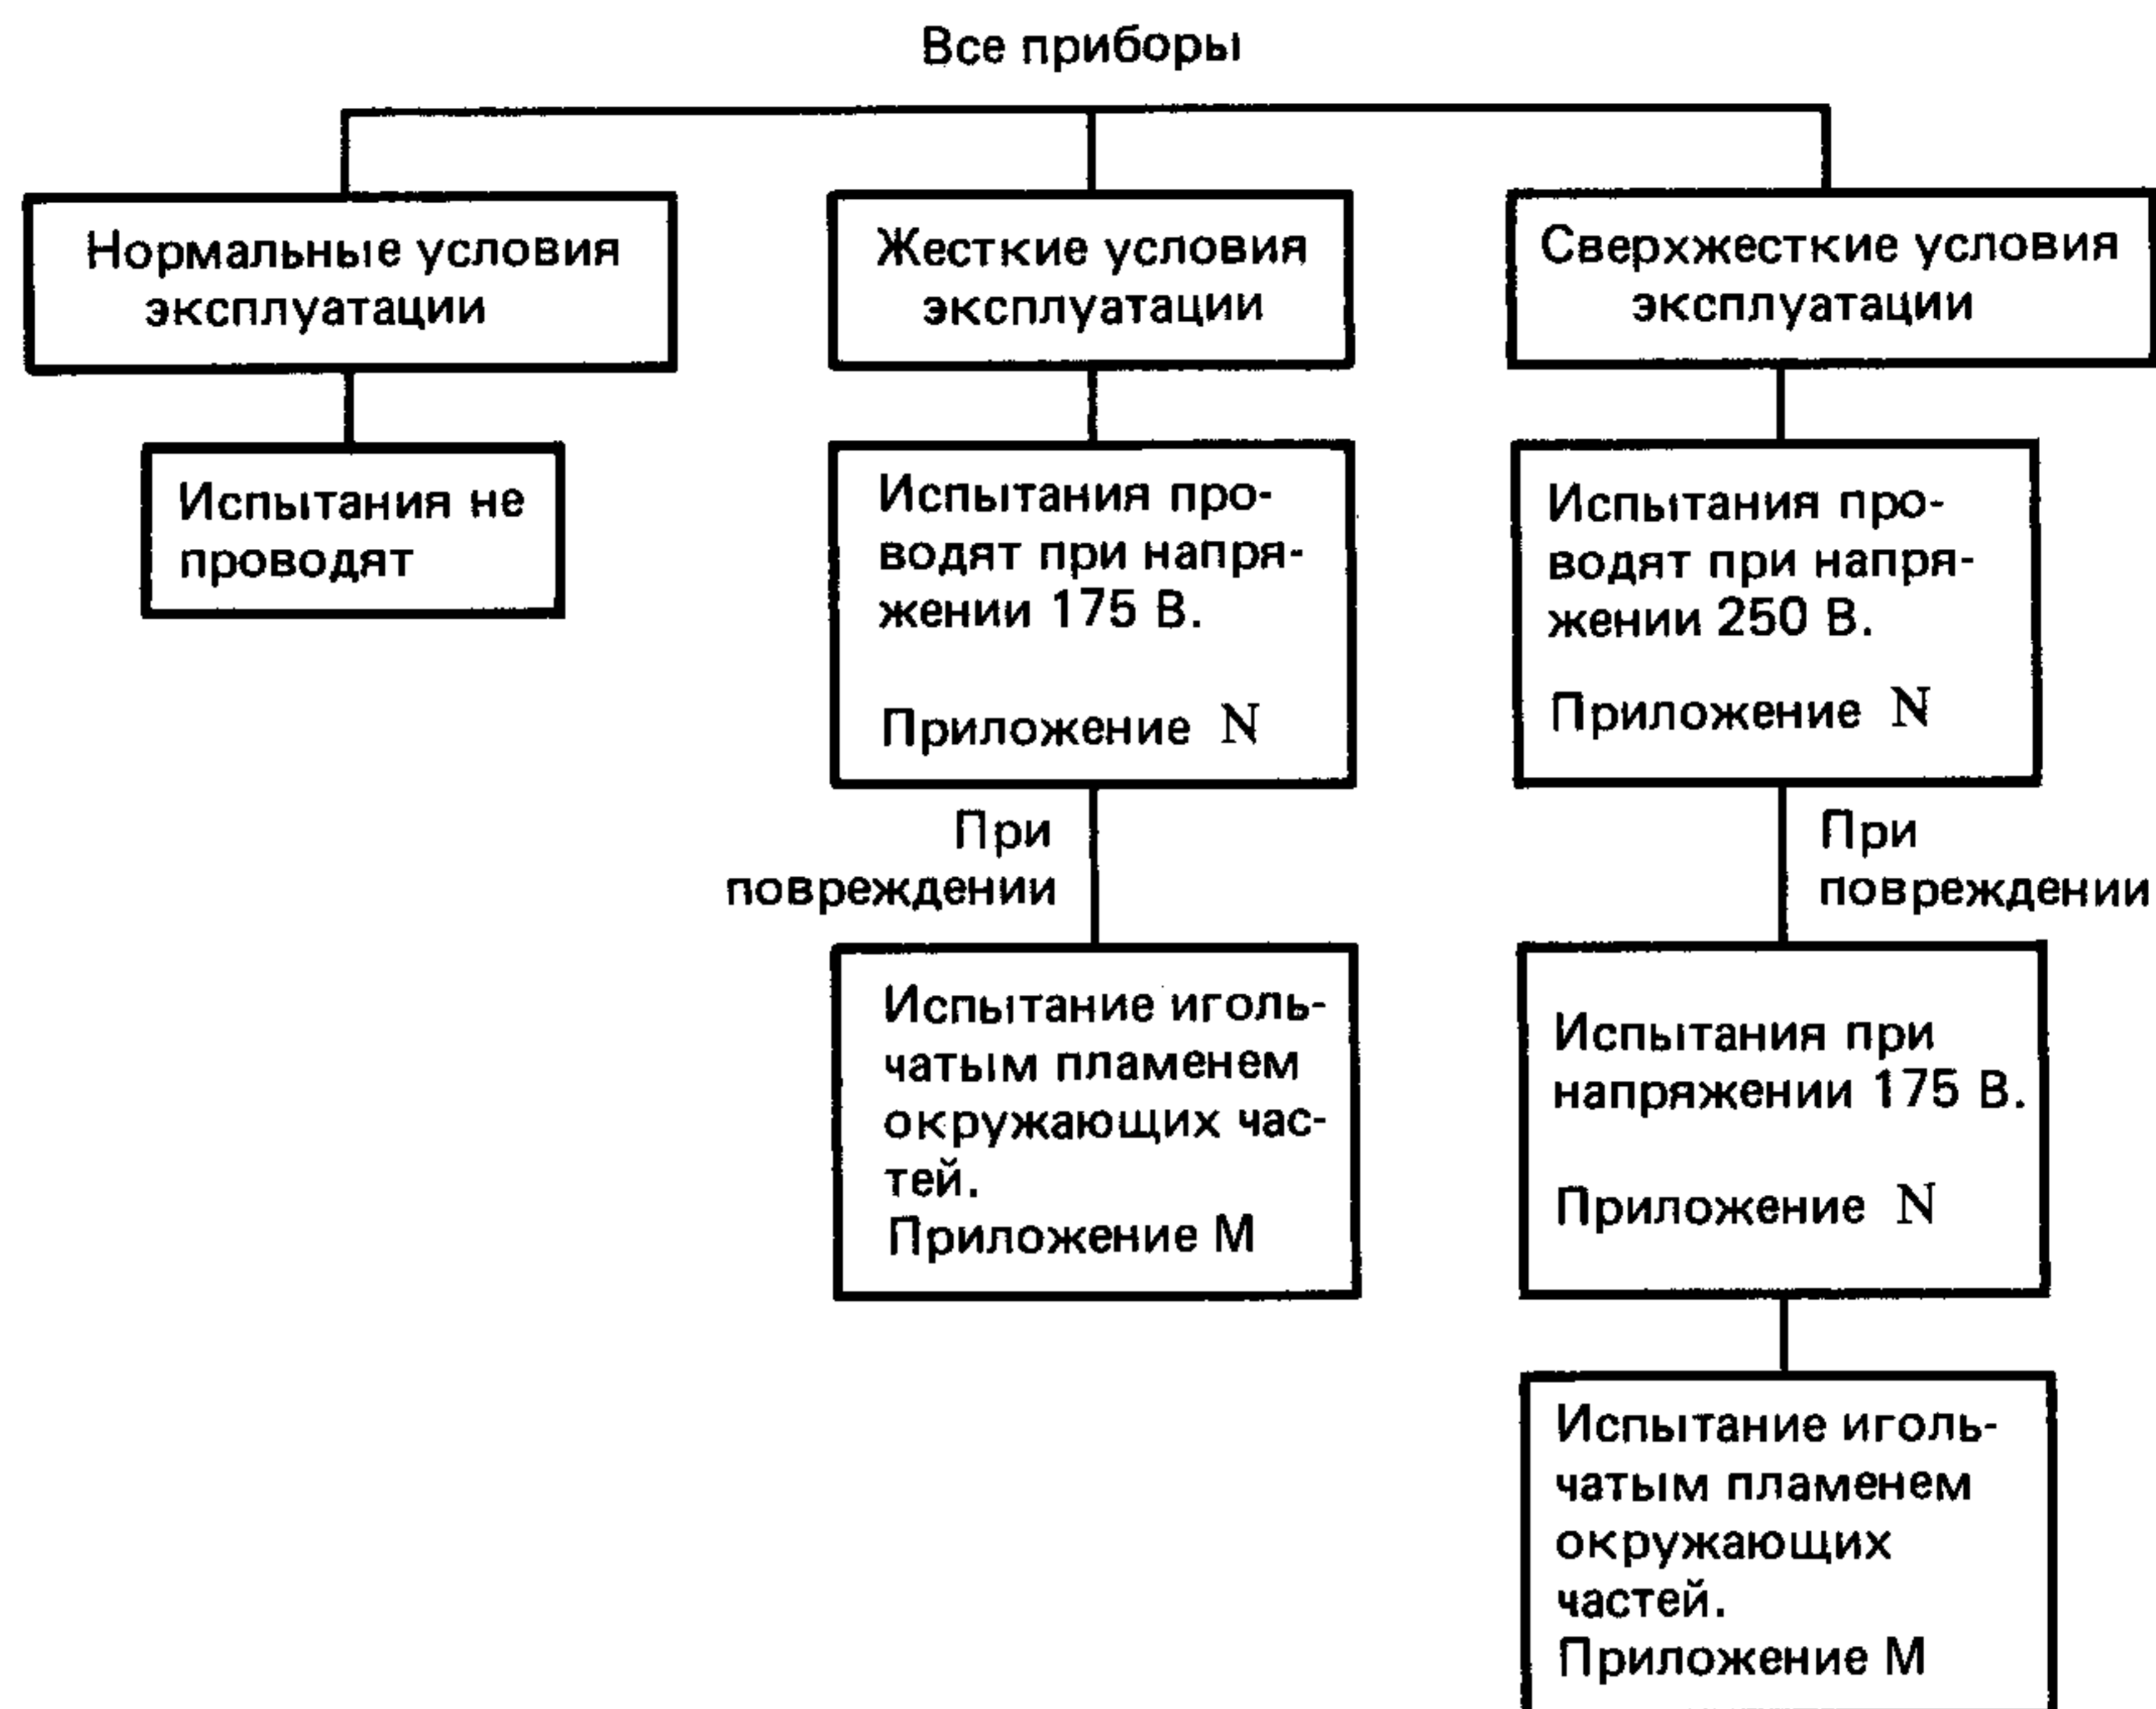 Все приборы
Нормальные условия
эксплуатации
Жесткие условия
эксплуатации
Сверхжесткие условия
эксплуатации
Испытания не
проводят
Испытания про-
водят при напря-
жении 175 В.
Приложение N
Испытания про-
водят при напря-
жении 250 В.
Приложение N
При
повреждении
При
повреждении
Испытание иголь-
чатым пламенем
окружающих час-
тей.
Приложение М
Испытания при
напряжении 175 В.
Приложение N
Испытание иголь-
чатым пламенем
окружающих
частей.
Приложение М